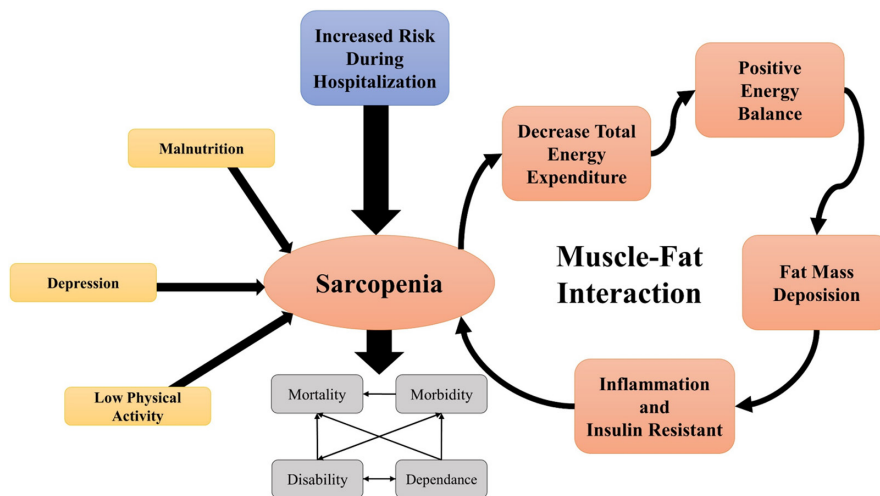 Increased Risk
During
Hospitalization
Malnutrition
Depression
Low Physical
Activity
Sarcopenia
Decrease Total
Energy
Expenditure
Positive
Energy
Balance
Muscle-Fat
Interaction
Fat Mass
Deposision
Inflammation
and
Insulin Resistant
Mortality
Morbidity
Disability
Dependance